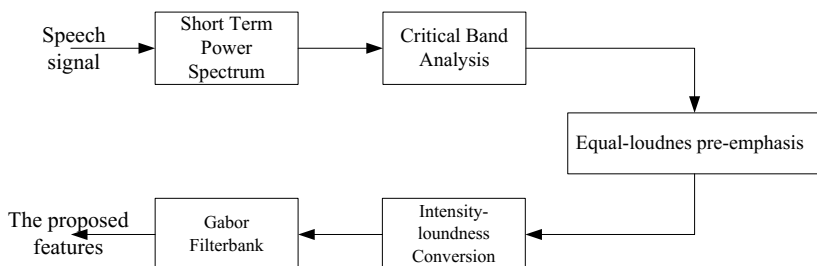 Speech
signal
Short Term
Power
Spectrum
Critical Band
Analysis
Equal-loudnes pre-emphasis
Intensity-
loundness
Conversion
Gabor
Filterbank
The proposed
features